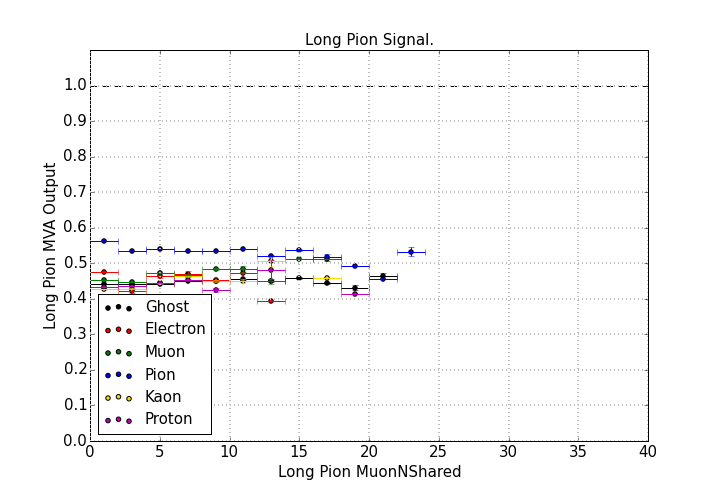 Long Pion Signal.
Long Pion MVA Output
1.0
0.9
0.8
0.7
0.6
0.5
0.4
0.3
0.2
0.1
0.0
Ghost
Electron
Muon
Pion
Kaon
Proton
0 5 10 15 20 25 30 35 40
Long Pion MuonNShared